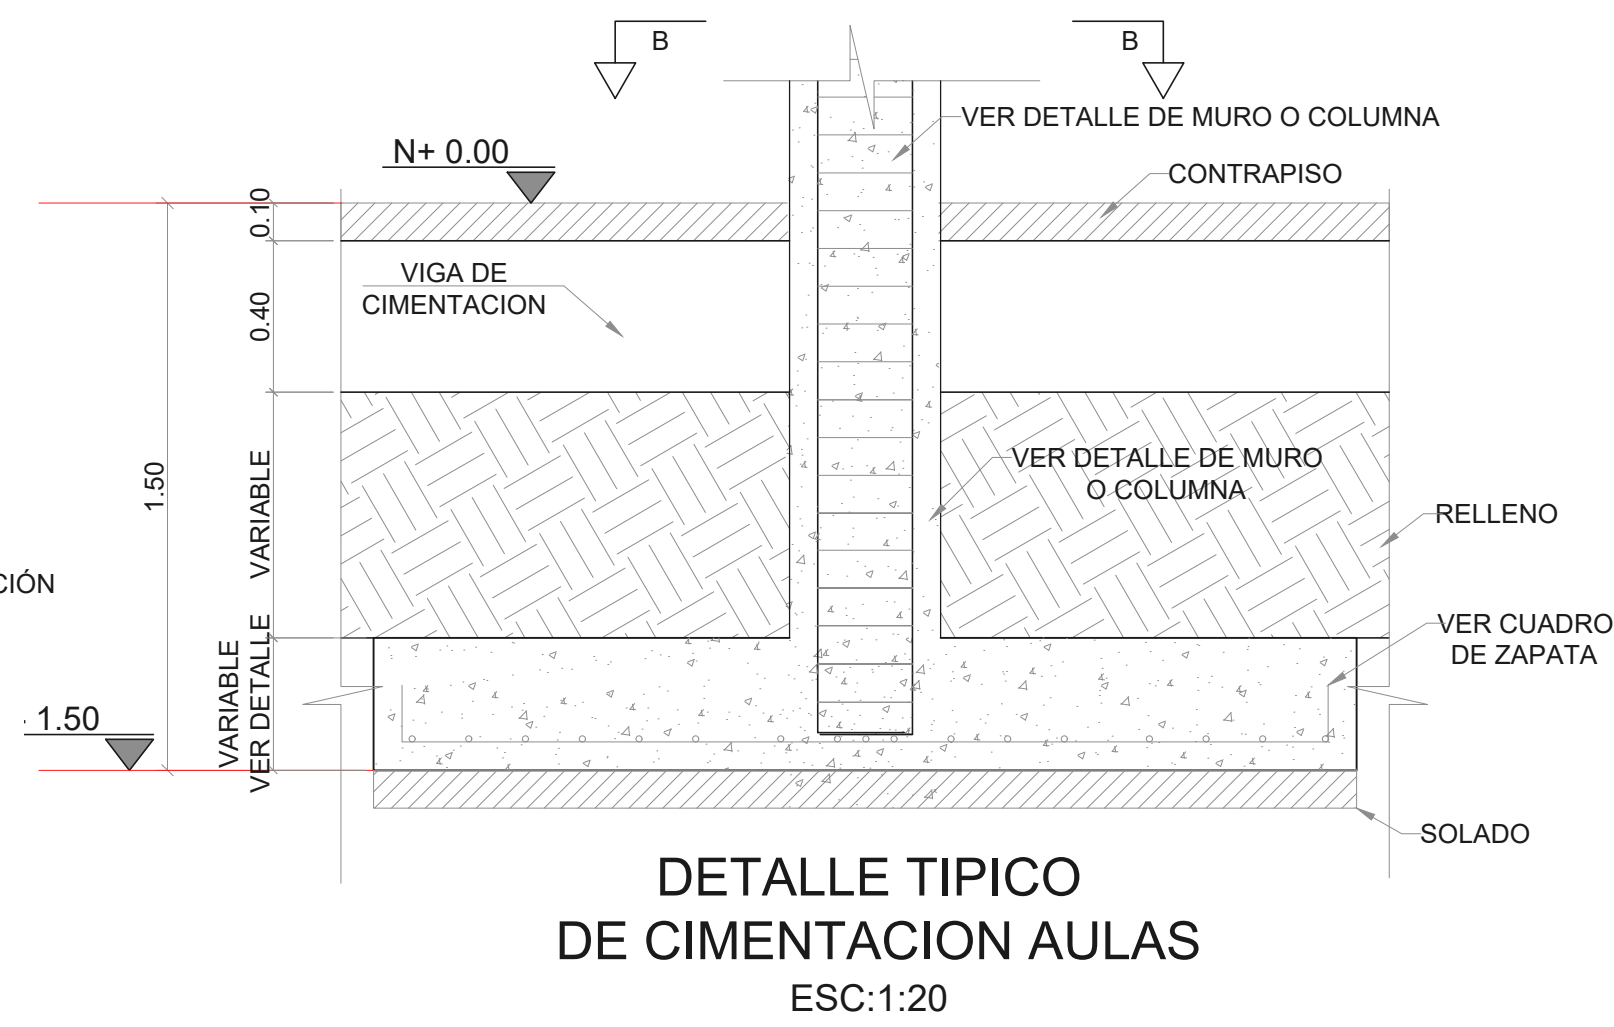 B
B
VER DETALLE DE MURO O COLUMNA
N+ 0.00
CONTRAPISO
0.10
VIGA DE
CIMENTACION
0.40
1.50
VARIABLE
VER DETALLE DE MURO
O COLUMNA
RELLENO
CIÓN
VARIABLE
VER DETALLE
VER CUADRO
DE ZAPATA
- 1.50
SOLADO
DETALLE TIPICO
DE CIMENTACION AULAS
ESC:1:20